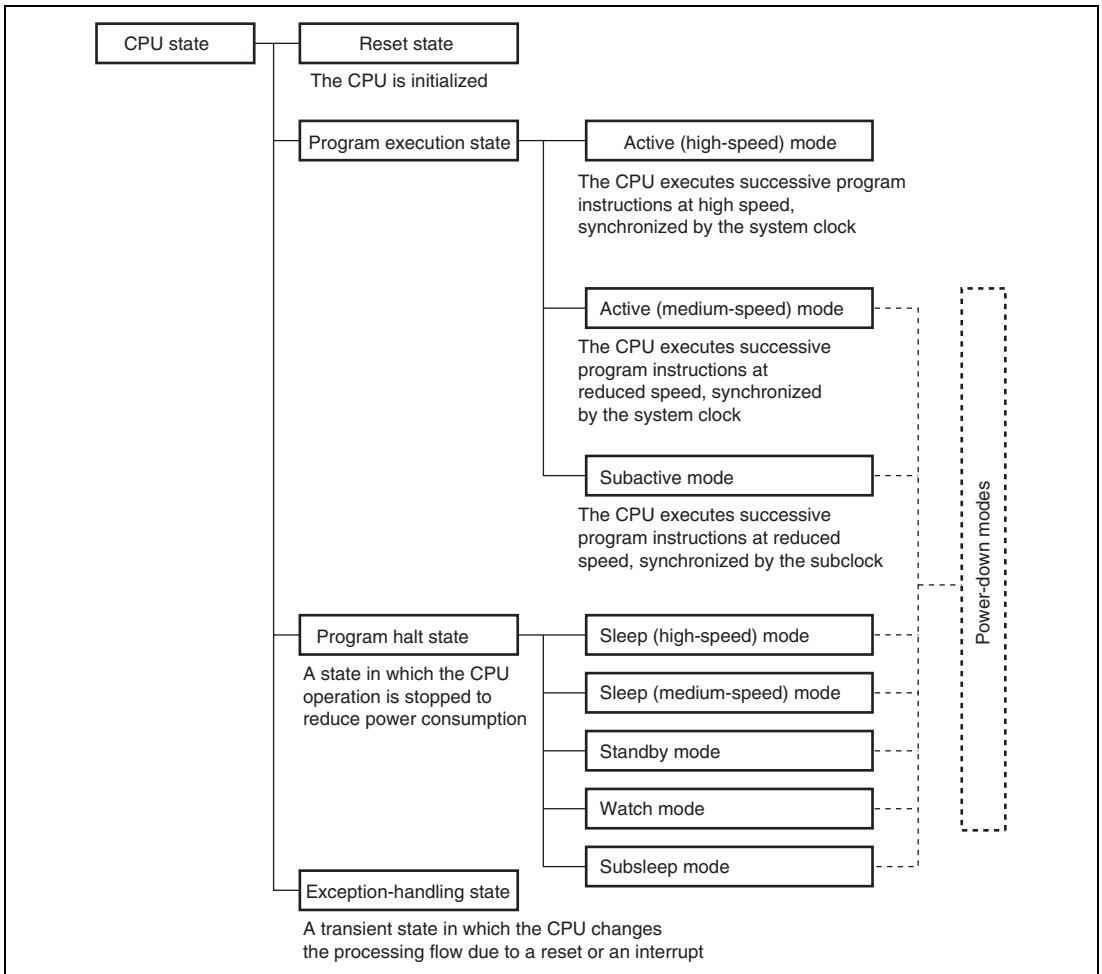 CPU state
Reset state
The CPU is initialized
Program execution state
Active (high-speed) mode
The CPU executes successive program
instructions at high speed,
synchronized by the system clock
Active (medium-speed) mode
The CPU executes successive
program instructions at
reduced speed, synchronized
by the system clock
Subactive mode
The CPU executes successive
program instructions at reduced
speed, synchronized by the subclock
Power-down modes
Program halt state
A state in which the CPU
operation is stopped to
reduce power consumption
Sleep (high-speed) mode
Sleep (medium-speed) mode
Standby mode
Watch mode
Subsleep mode
Exception-handling state
A transient state in which the CPU changes
the processing flow due to a reset or an interrupt